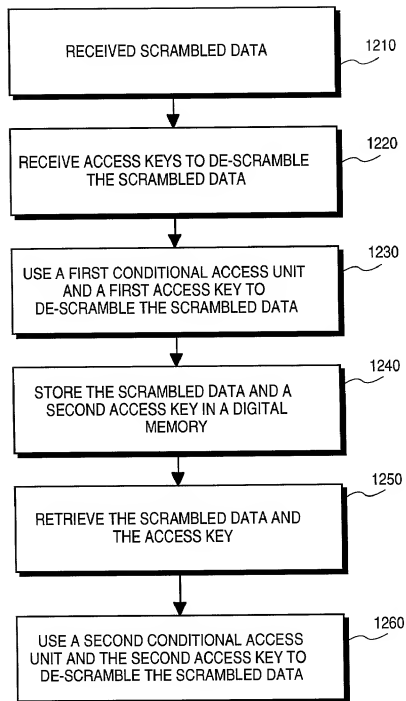 RECEIVED SCRAMBLED DATA
1210
RECEIVE ACCESS KEYS TO DE-SCRAMBLE
THE SCRAMBLED DATA
1220
USE A FIRST CONDITIONAL ACCESS UNIT
AND A FIRST ACCESS KEY TO
DE-SCRAMBLE THE SCRAMBLED DATA
1230
STORE THE SCRAMBLED DATA AND A
SECOND ACCESS KEY IN A DIGITAL
MEMORY
1240
RETRIEVE THE SCRAMBLED DATA AND
THE ACCESS KEY
1250
USE A SECOND CONDITIONAL ACCESS
UNIT AND THE SECOND ACCESS KEY TO
DE-SCRAMBLE THE SCRAMBLED DATA
1260